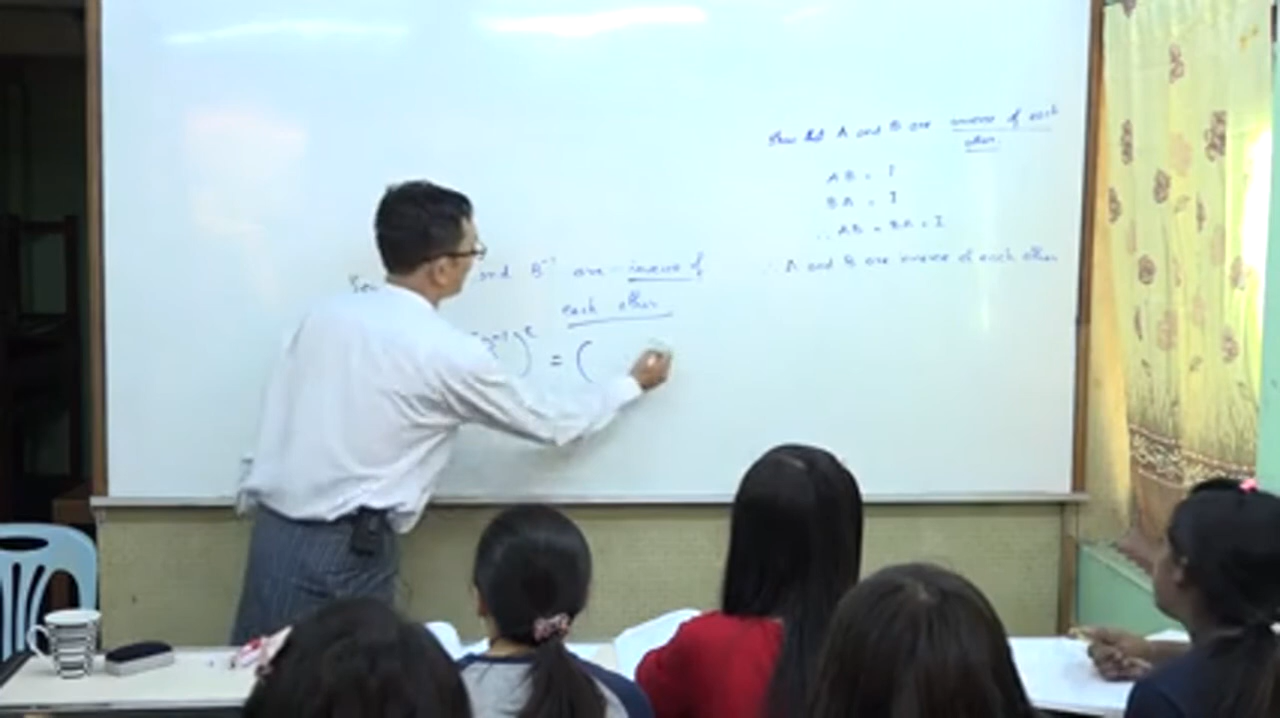 and B⁻¹ are inverse of
each other
)ᵗ = (
Show that A and B are inverse of each
other.
AB = I
BA = I
∴ AB = BA = I
∴ A and B are inverse of each other